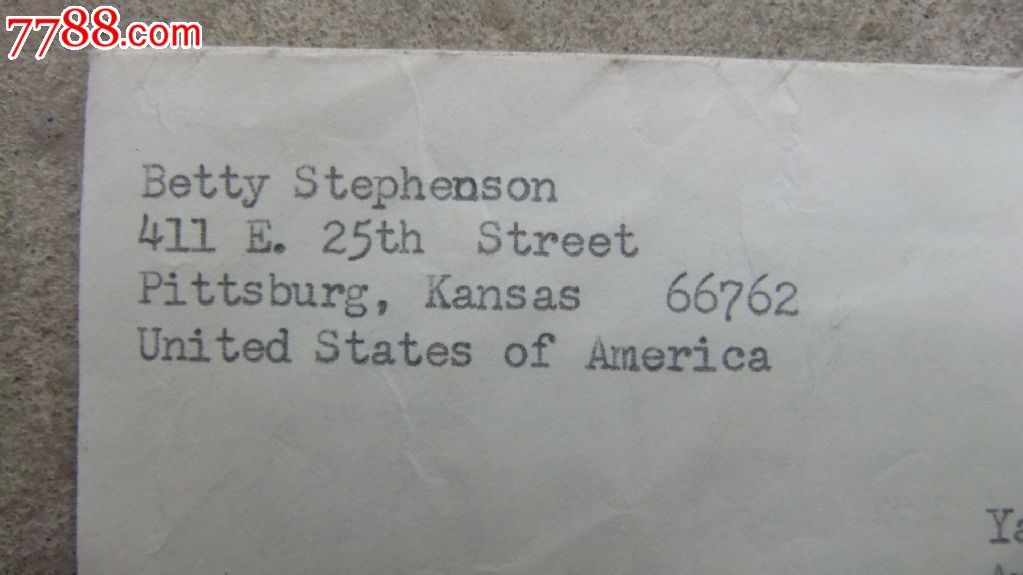 7788.com
Betty Stephenson
411 E. 25th Street
Pittsburg, Kansas 66762
United States of America